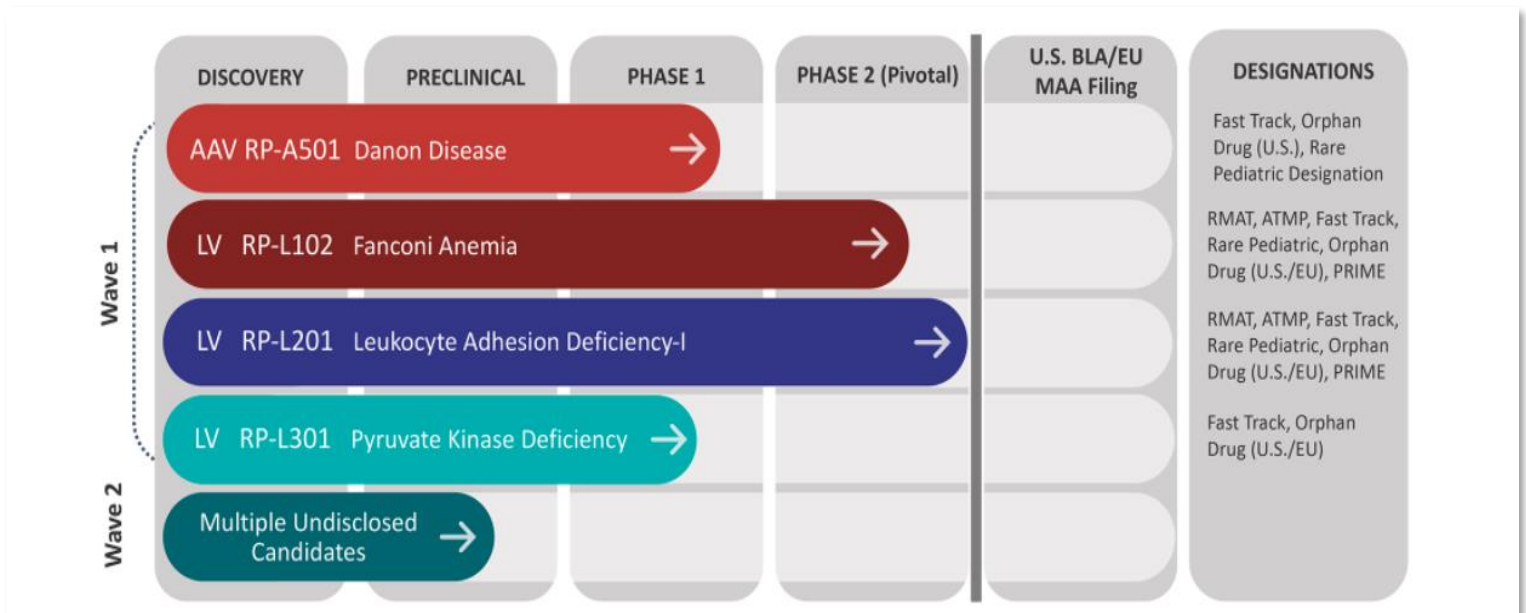 DISCOVERY
PRECLINICAL
PHASE 1
PHASE 2 (Pivotal)
U.S. BLA/EU
MAA Filing
DESIGNATIONS
Wave 1
AAV RP-A501 Danon Disease
Fast Track, Orphan
Drug (U.S.), Rare
Pediatric Designation
LV RP-L102 Fanconi Anemia
RMAT, ATMP, Fast Track,
Rare Pediatric, Orphan
Drug (U.S./EU), PRIME
LV RP-L201 Leukocyte Adhesion Deficiency-I
RMAT, ATMP, Fast Track,
Rare Pediatric, Orphan
Drug (U.S./EU), PRIME
LV RP-L301 Pyruvate Kinase Deficiency
Fast Track, Orphan
Drug (U.S./EU)
Wave 2
Multiple Undisclosed
Candidates